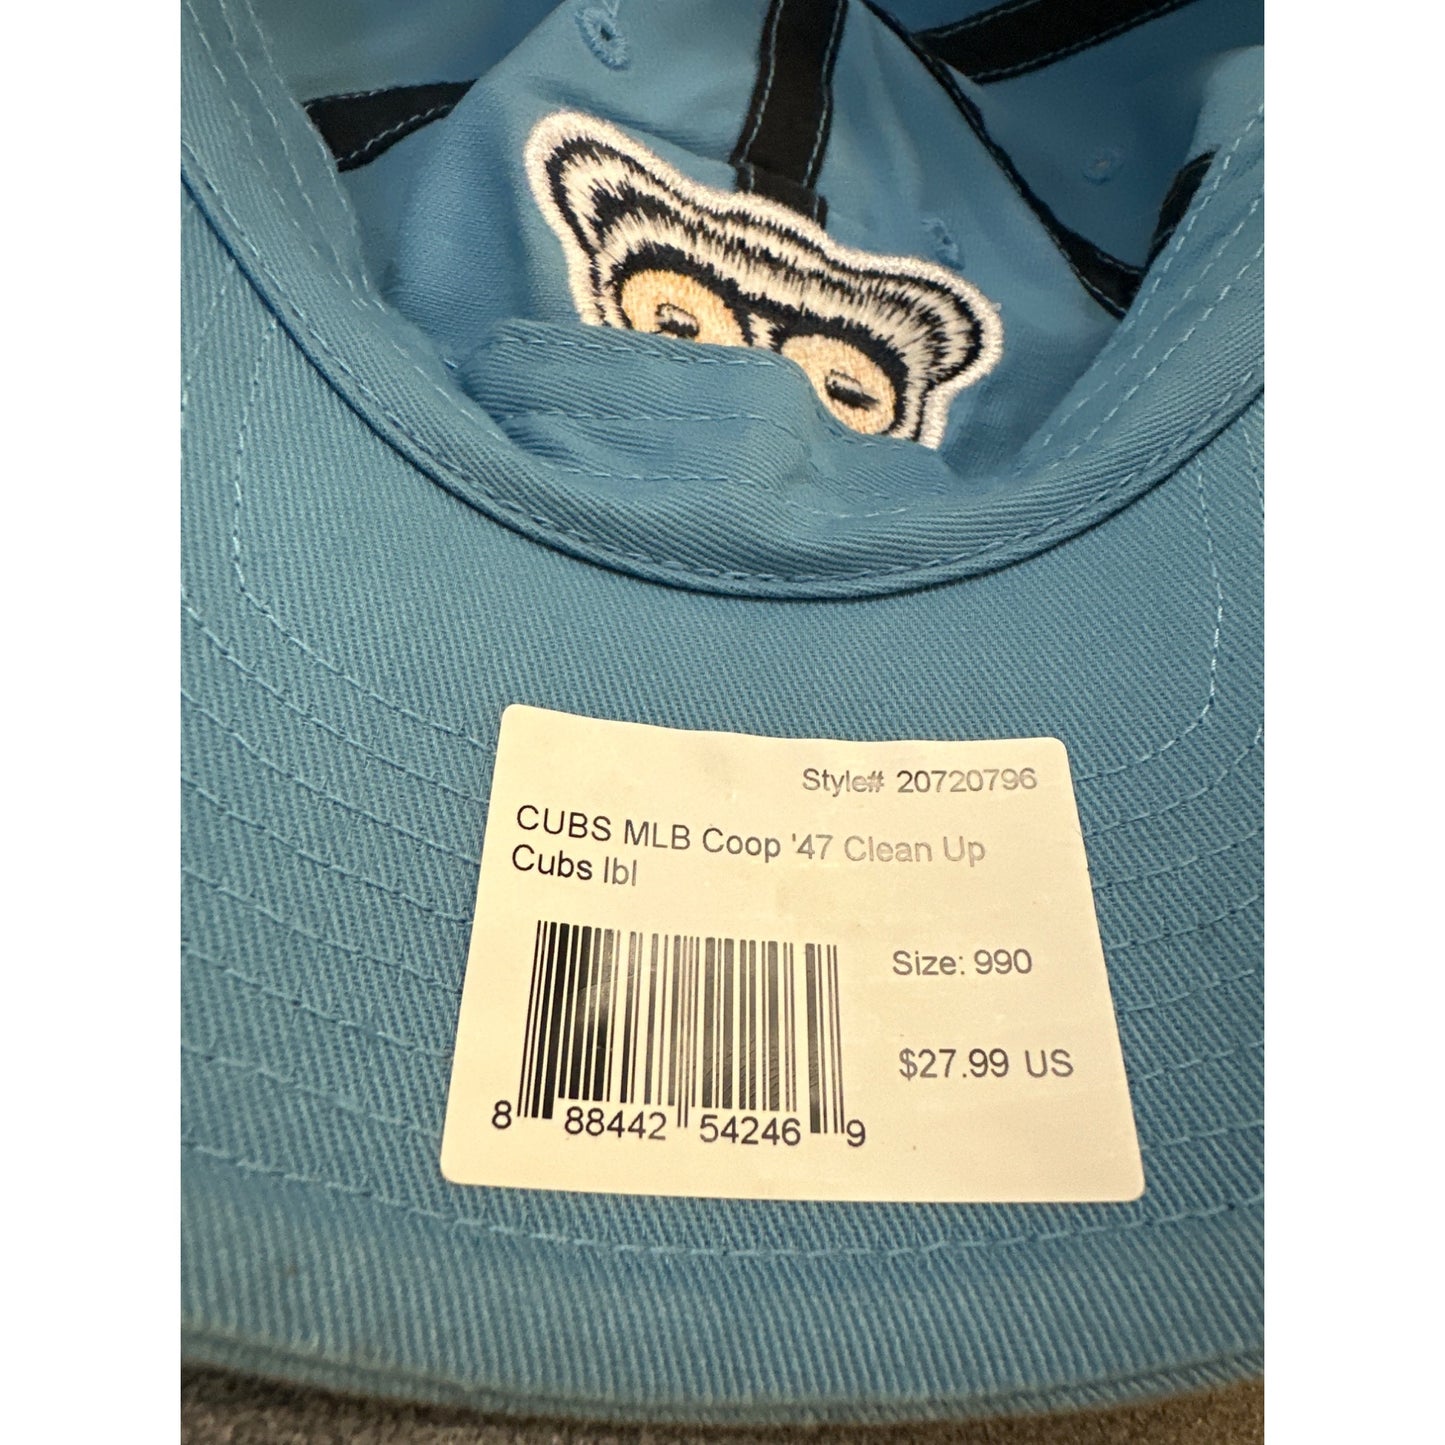 Style# 20720796
CUBS MLB Coop '47 Clean Up
Cubs lbl
Size: 990
$27.99 US
8 88442 54246 9